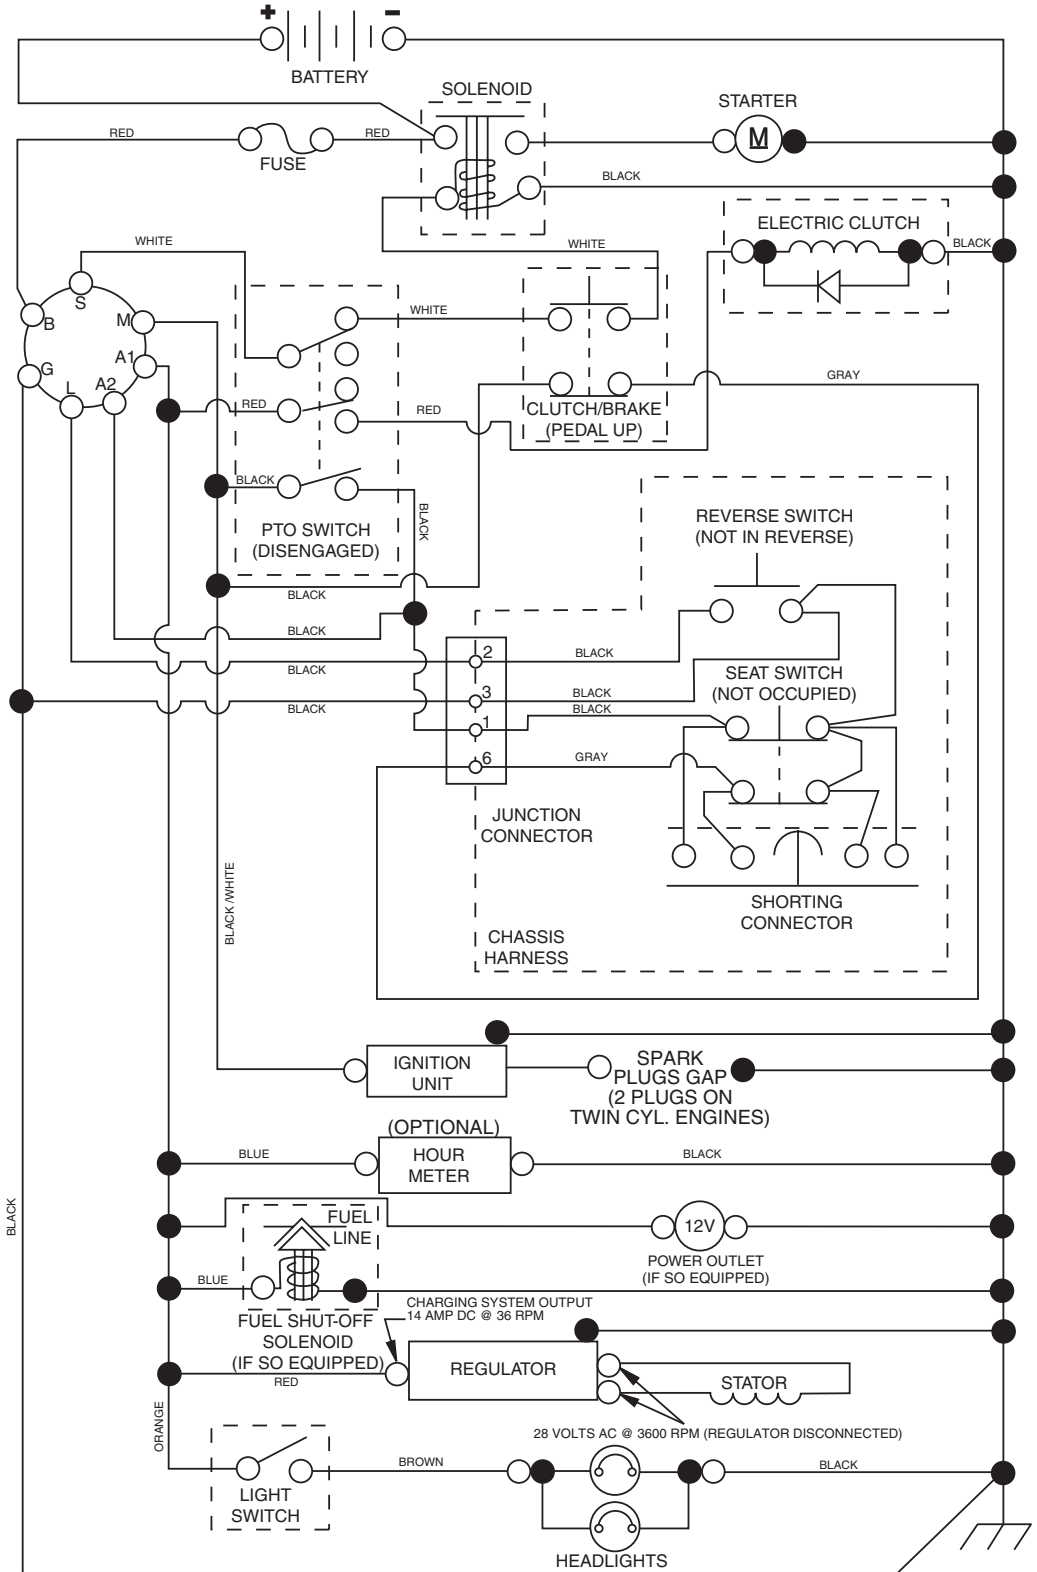 + -
BATTERY
SOLENOID
STARTER
M
RED
FUSE
RED
BLACK
WHITE
WHITE
ELECTRIC CLUTCH
BLACK
S
B
M
A1
G
L
A2
WHITE
RED
RED
GRAY
CLUTCH/BRAKE
(PEDAL UP)
BLACK
PTO SWITCH
(DISENGAGED)
BLACK
REVERSE SWITCH
(NOT IN REVERSE)
BLACK
BLACK
2
BLACK
BLACK
SEAT SWITCH
(NOT OCCUPIED)
3
BLACK
BLACK
BLACK
1
6
GRAY
JUNCTION
CONNECTOR
SHORTING
CONNECTOR
BLACK /WHITE
CHASSIS
HARNESS
IGNITION
UNIT
SPARK
PLUGS GAP
(2 PLUGS ON
TWIN CYL. ENGINES)
(OPTIONAL)
HOUR
METER
BLUE
BLACK
BLACK
FUEL
LINE
12V
POWER OUTLET
(IF SO EQUIPPED)
BLUE
FUEL SHUT-OFF
SOLENOID
(IF SO EQUIPPED)
CHARGING SYSTEM OUTPUT
14 AMP DC @ 36 RPM
RED
REGULATOR
STATOR
28 VOLTS AC @ 3600 RPM (REGULATOR DISCONNECTED)
ORANGE
LIGHT
SWITCH
BROWN
BLACK
HEADLIGHTS